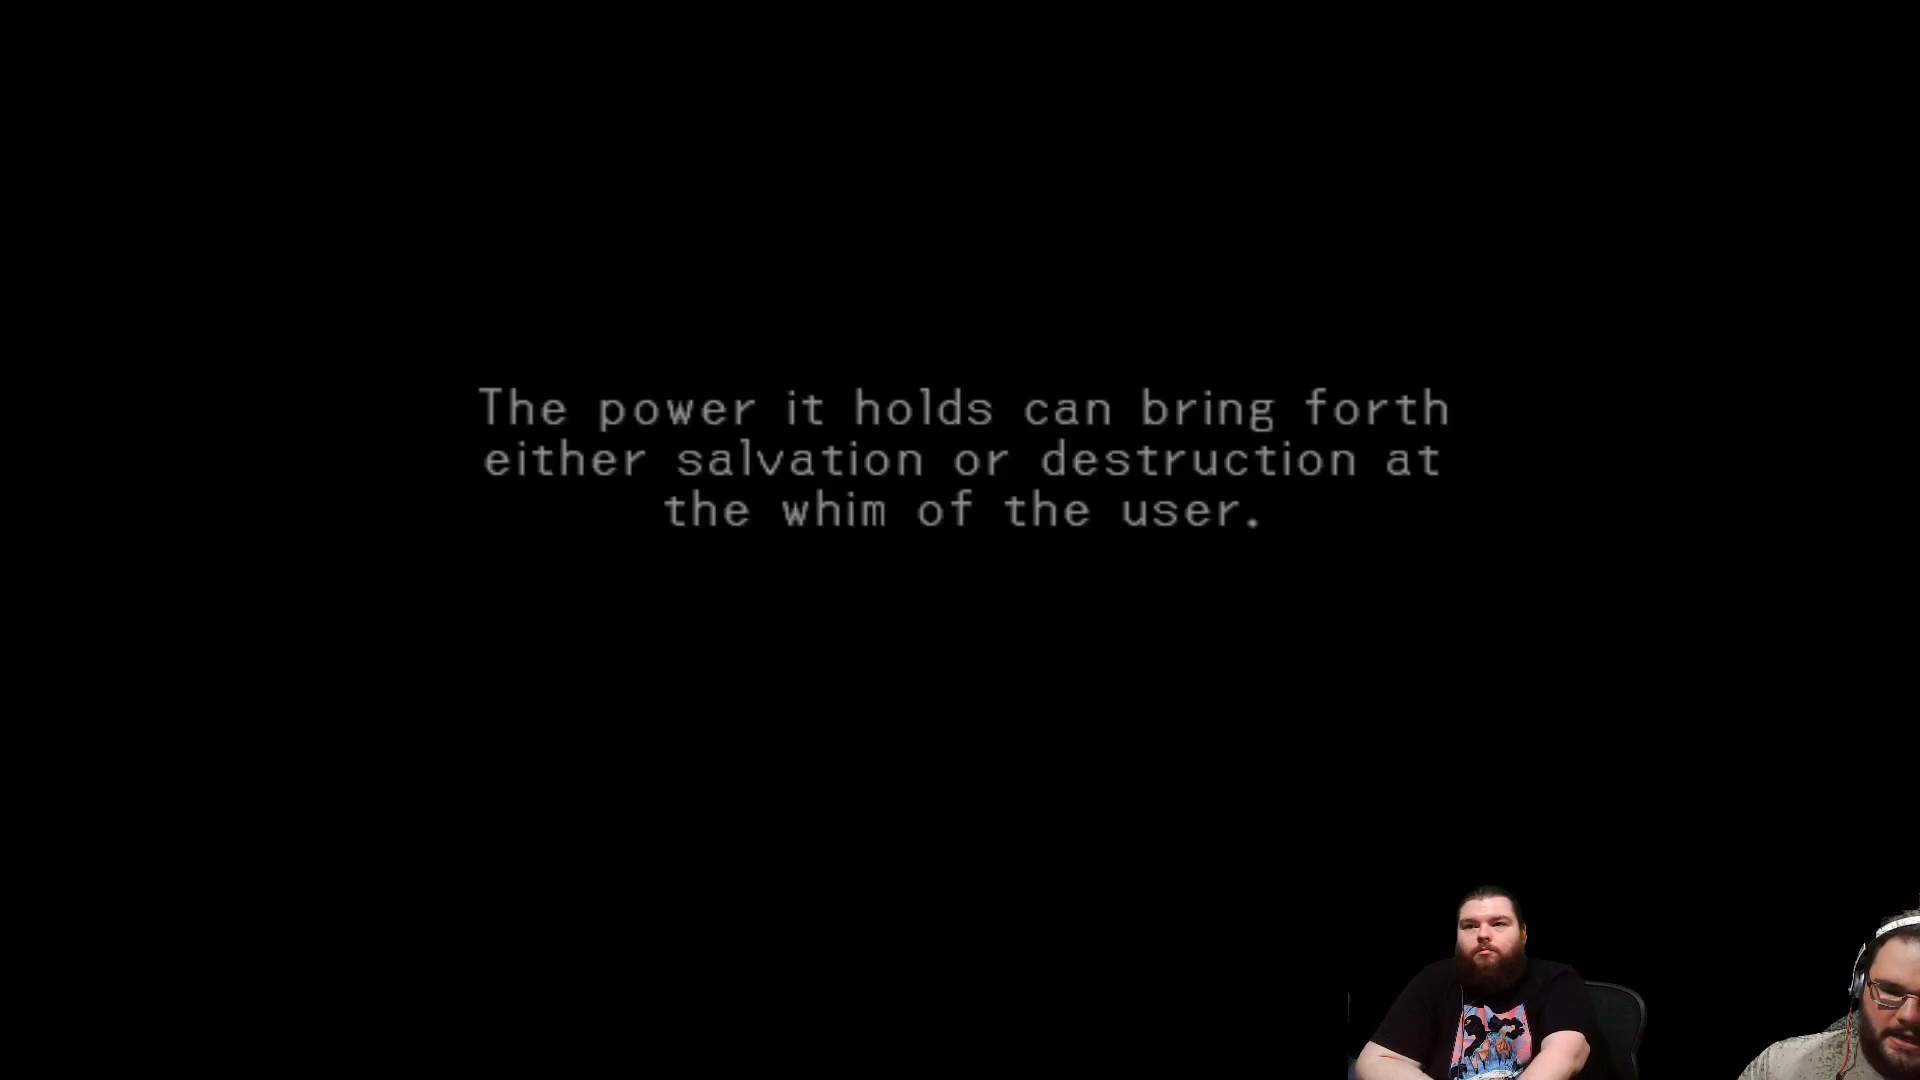 The power it holds can bring forth
either salvation or destruction at
the whim of the user.